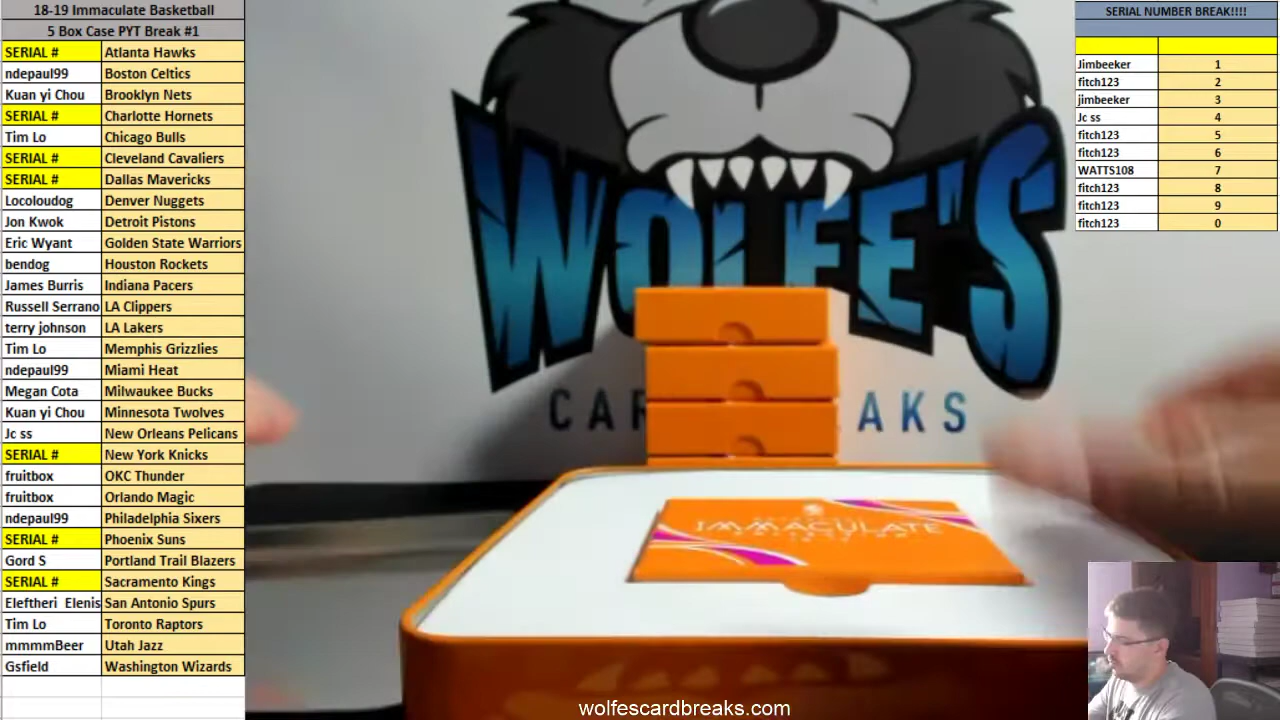 18-19 Immaculate Basketball
5 Box Case PYT Break #1
SERIAL # Atlanta Hawks
ndepaul99 Boston Celtics
Kuan yi Chou Brooklyn Nets
SERIAL # Charlotte Hornets
Tim Lo Chicago Bulls
SERIAL # Cleveland Cavaliers
SERIAL # Dallas Mavericks
Locoloudog Denver Nuggets
Jon Kwok Detroit Pistons
Eric Wyant Golden State Warriors
bendog Houston Rockets
James Burris Indiana Pacers
Russell Serrano LA Clippers
terry johnson LA Lakers
Tim Lo Memphis Grizzlies
ndepaul99 Miami Heat
Megan Cota Milwaukee Bucks
Kuan yi Chou Minnesota Twolves
Jc ss New Orleans Pelicans
SERIAL # New York Knicks
fruitbox OKC Thunder
fruitbox Orlando Magic
ndepaul99 Philadelphia Sixers
SERIAL # Phoenix Suns
Gord S Portland Trail Blazers
SERIAL # Sacramento Kings
Eleftheri Elenis San Antonio Spurs
Tim Lo Toronto Raptors
mmmmBeer Utah Jazz
Gsfield Washington Wizards
SERIAL NUMBER BREAK!!!!
Jimbeeker 1
fitch123 2
jimbeeker 3
Jc ss 4
fitch123 5
fitch123 6
WATTS108 7
fitch123 8
fitch123 9
fitch123 0
WOLFE'S
CAR AKS
IMMACULATE
wolfescardbreaks.com